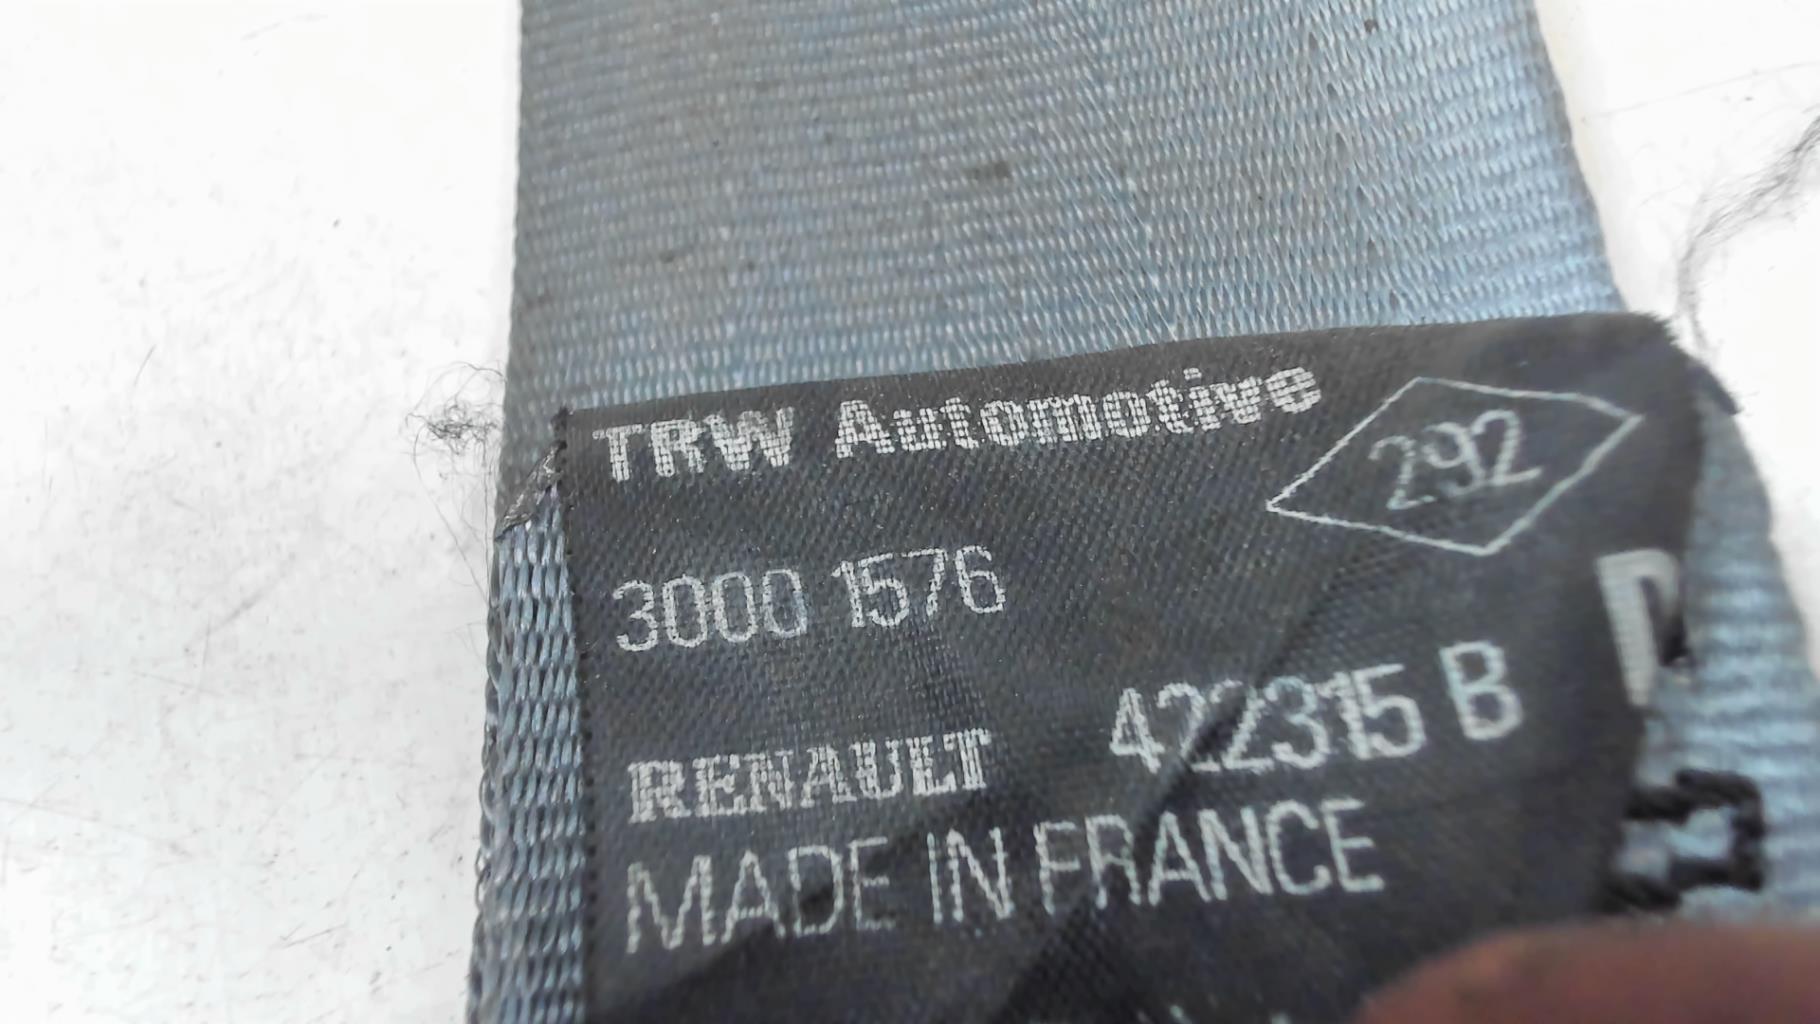 TRW Automotive
292
3000 1576
RENAULT 422315 B
MADE IN FRANCE